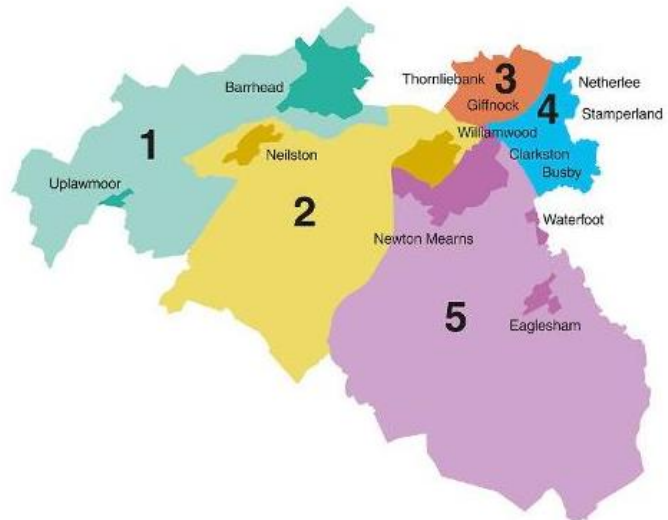 Barrhead
Thornliebank
3
Giffnock
Netherlee
4
Stamperland
1
Williamwood
Neilston
Clarkston
Busby
Uplawmoor
2
Waterfoot
Newton Mearns
5
Eaglesham